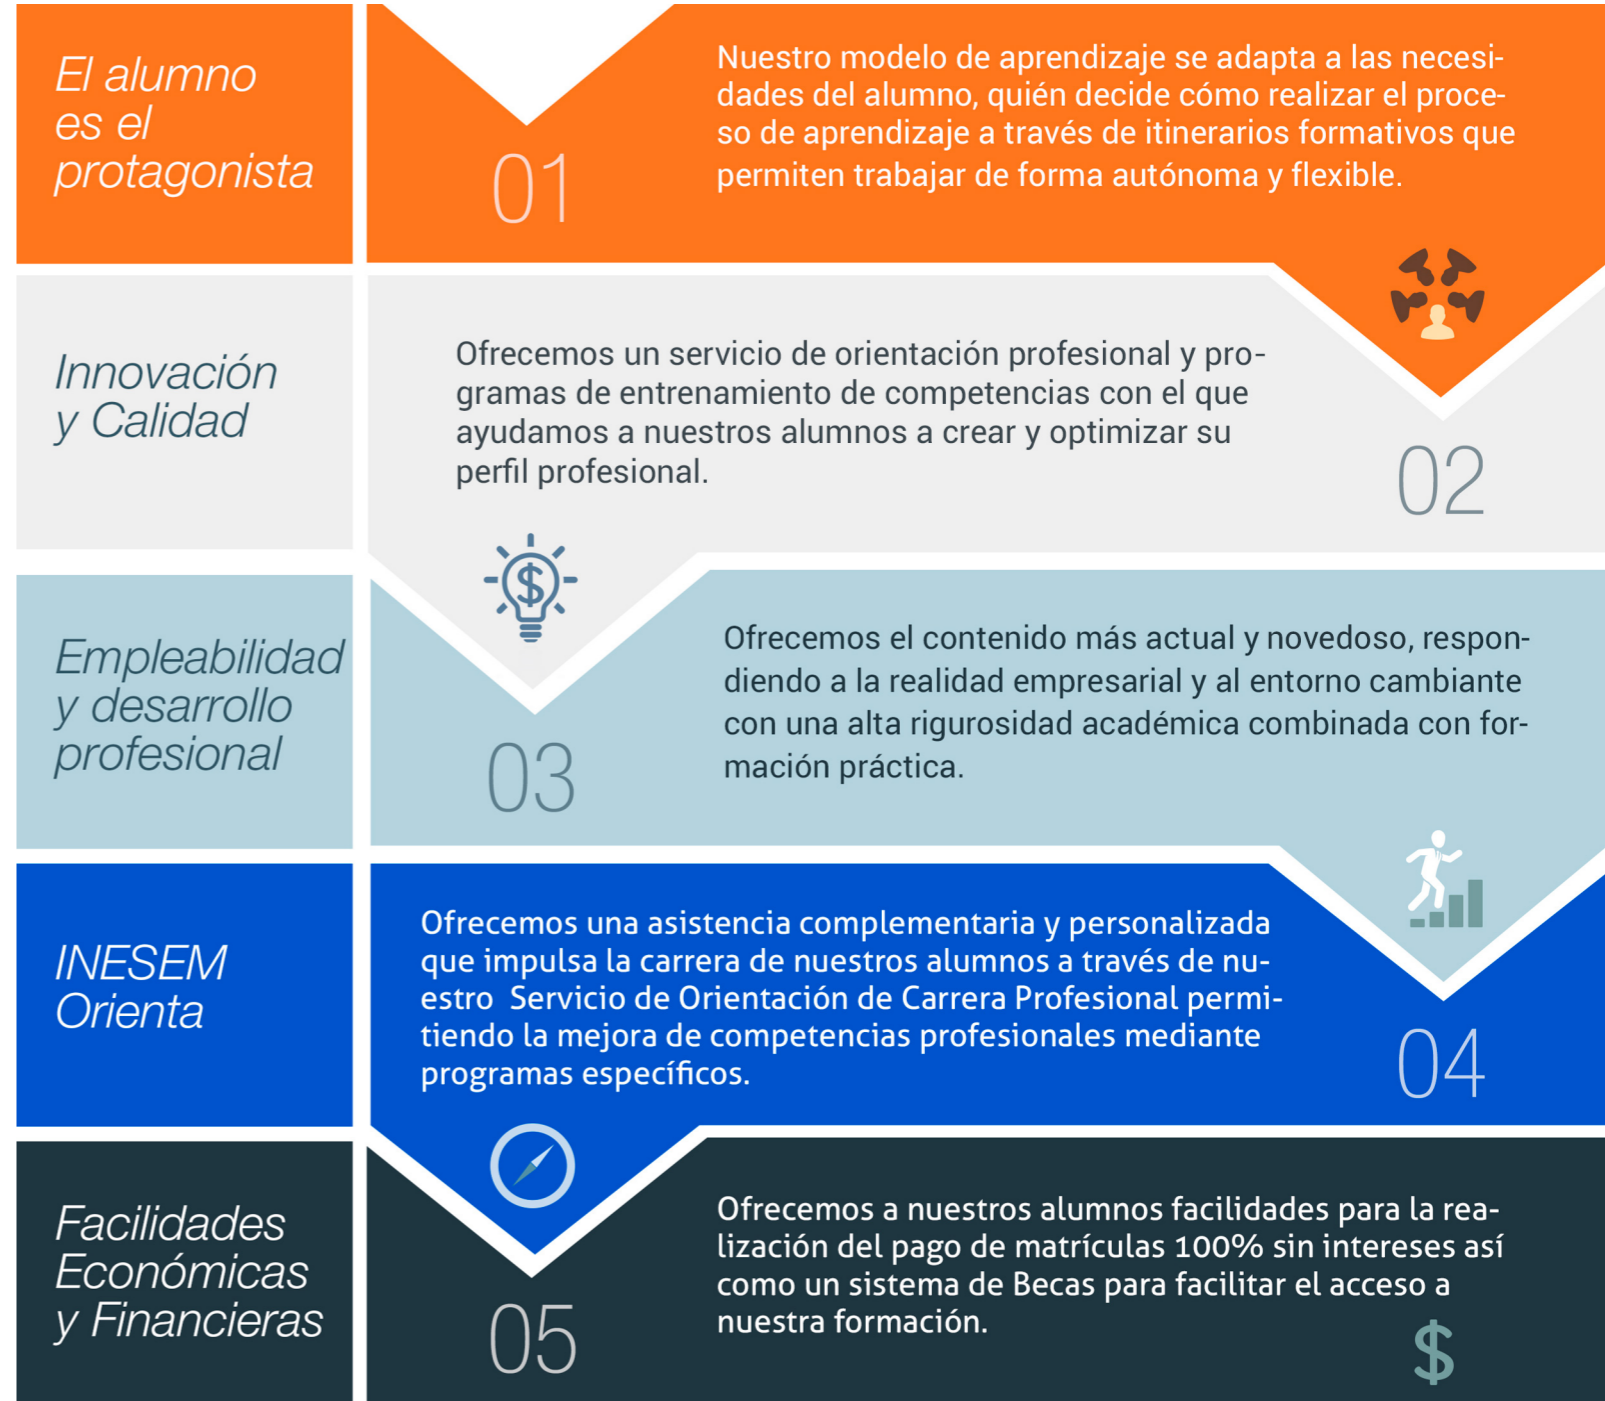 El alumno
es el
protagonista
01
Nuestro modelo de aprendizaje se adapta a las necesi-
dades del alumno, quién decide cómo realizar el proce-
so de aprendizaje a través de itinerarios formativos que
permiten trabajar de forma autónoma y flexible.
Innovación
y Calidad
Ofrecemos un servicio de orientación profesional y pro-
gramas de entrenamiento de competencias con el que
ayudamos a nuestros alumnos a crear y optimizar su
perfil profesional.
02
$
Empleabilidad
y desarrollo
profesional
03
Ofrecemos el contenido más actual y novedoso, respon-
diendo a la realidad empresarial y al entorno cambiante
con una alta rigurosidad académica combinada con for-
mación práctica.
INESEM
Orienta
Ofrecemos una asistencia complementaria y personalizada
que impulsa la carrera de nuestros alumnos a través de nu-
estro  Servicio de Orientación de Carrera Profesional permi-
tiendo la mejora de competencias profesionales mediante
programas específicos.
04
Facilidades
Económicas
y Financieras
05
Ofrecemos a nuestros alumnos facilidades para la rea-
lización del pago de matrículas 100% sin intereses así
como un sistema de Becas para facilitar el acceso a
nuestra formación.
$